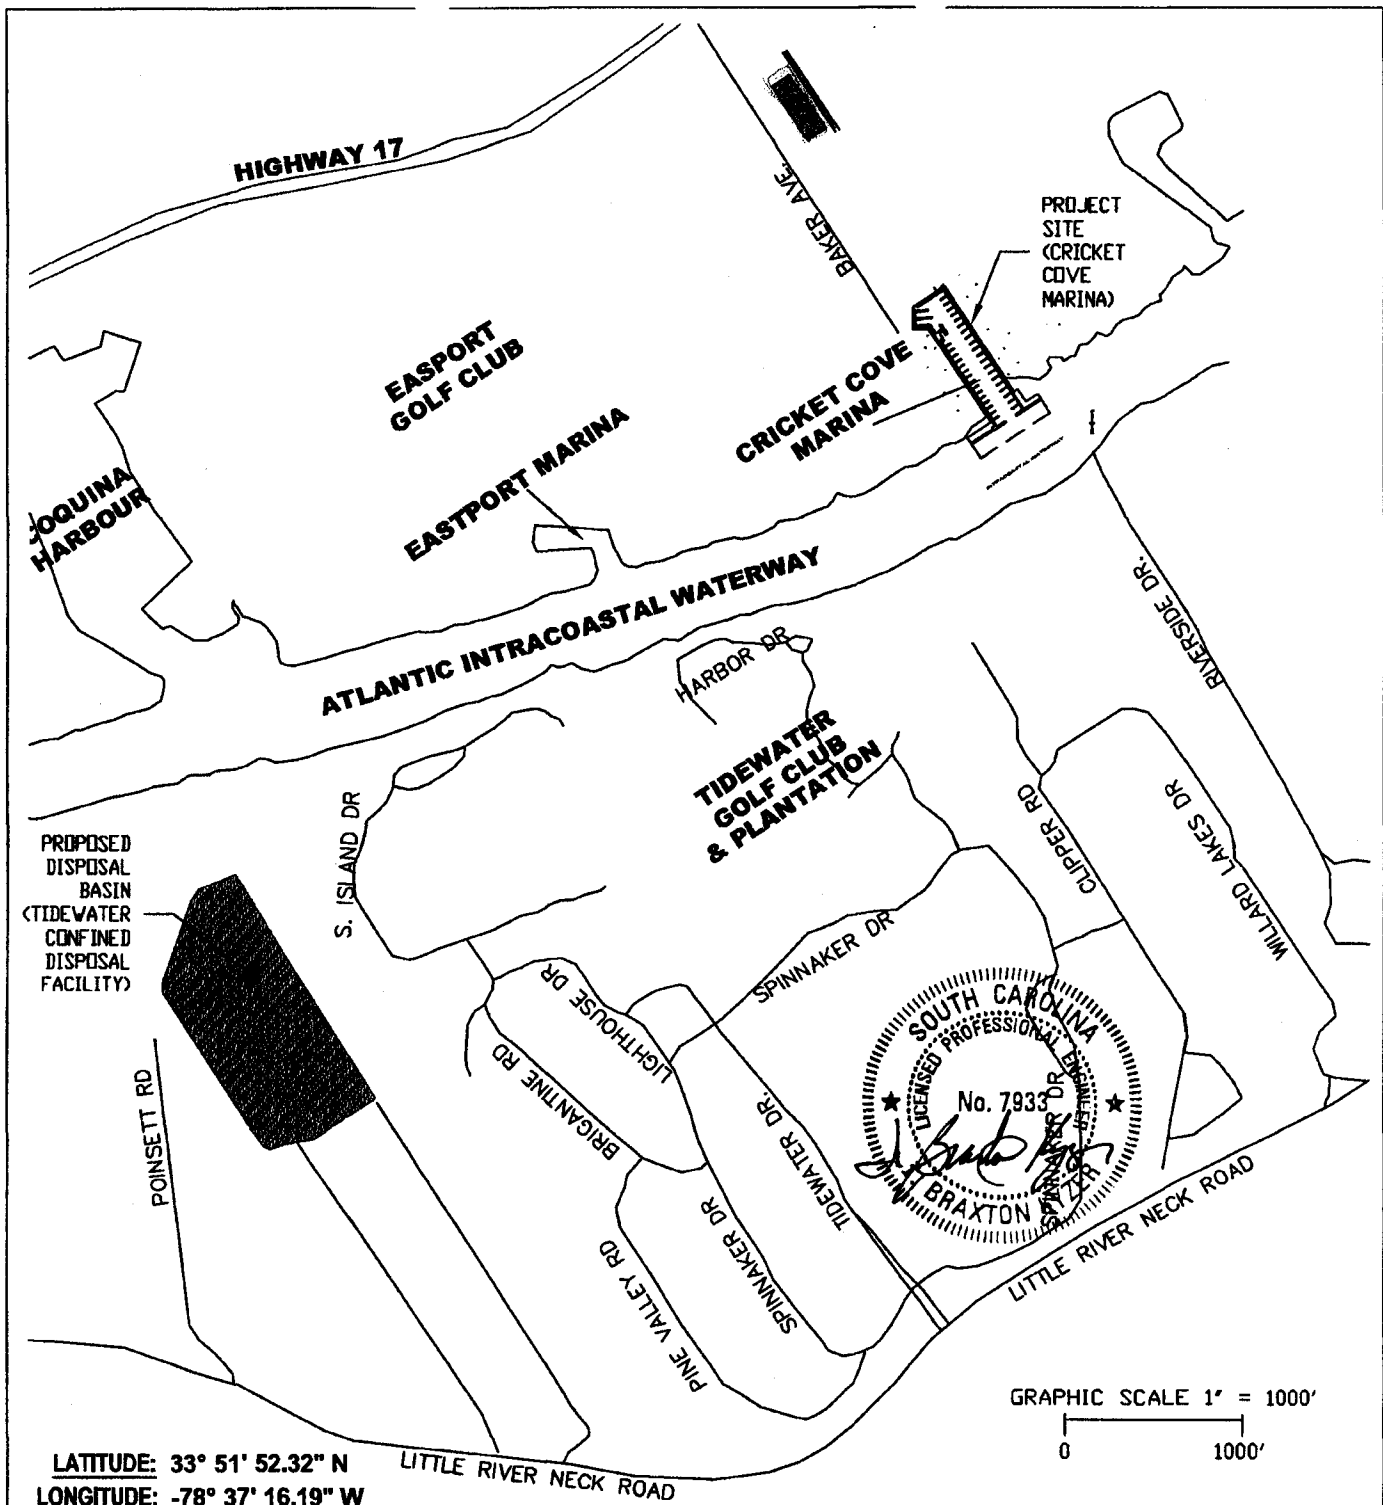 HIGHWAY 17
BAKER AVE.
PROJECT
SITE
(CRICKET
COVE
MARINA)
EASPORT
GOLF CLUB
CRICKET COVE
MARINA
EASTPORT MARINA
COQUINA
HARBOUR
ATLANTIC INTRACOASTAL WATERWAY
RIVERSIDE DR.
HARBOR DR
TIDEWATER
GOLF CLUB
& PLANTATION
S. ISLAND DR
CLIPPER RD
WILLARD LAKES DR
PROPOSED
DISPOSAL
BASIN
(TIDEWATER
CONFINED
DISPOSAL
FACILITY)
SPINNAKER DR
LIGHTHOUSE DR
BRIGANTINE RD
POINSETT RD
TIDEWATER DR.
SPINNAKER DR
PINE VALLEY RD
SOUTH CAROLINA
LICENSED PROFESSIONAL ENGINEER
No. 7933
BRAXTON
SPINNAKER DR
LITTLE RIVER NECK ROAD
GRAPHIC SCALE 1" = 1000'
0 1000'
LITTLE RIVER NECK ROAD
LATITUDE: 33° 51' 52.32" N
LONGITUDE: -78° 37' 16.19" W